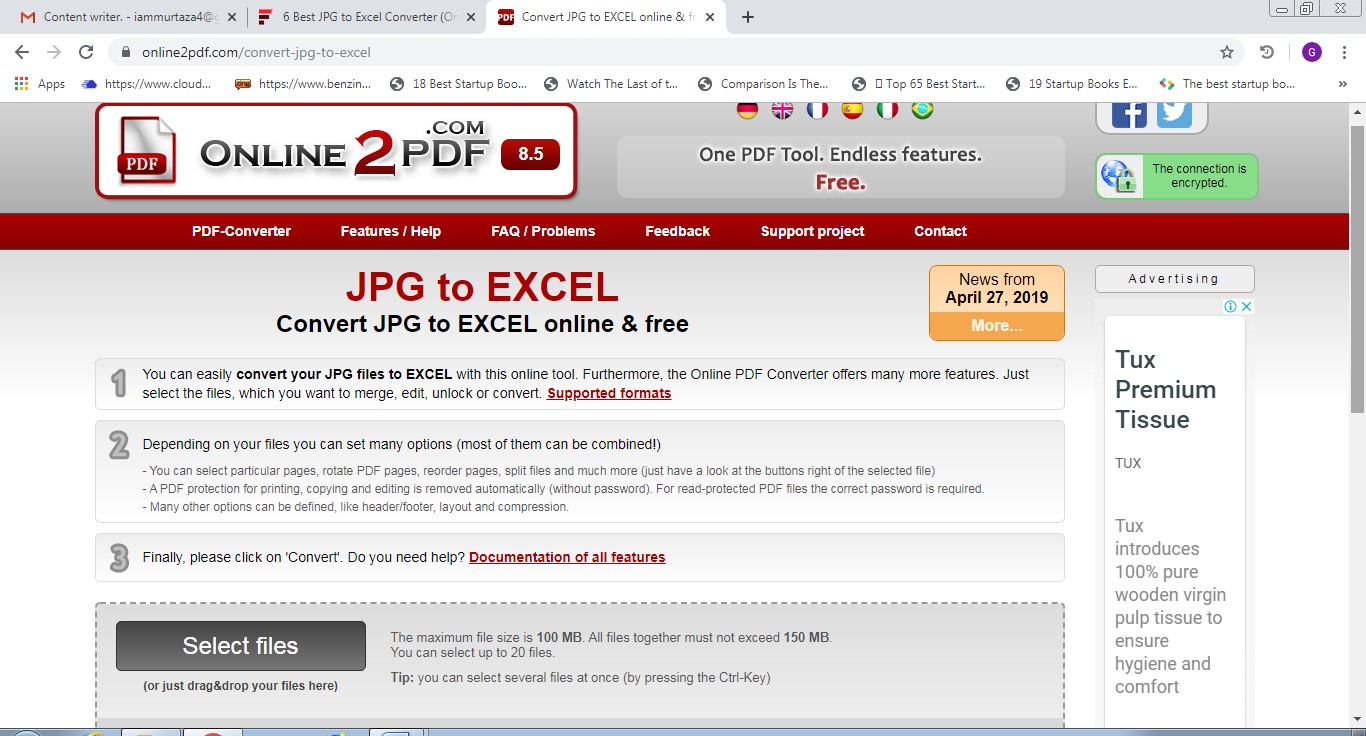 Content writer. - iammurtaza4@g
6 Best JPG to Excel Converter (On
PDF
Convert JPG to EXCEL online & fr
online2pdf.com/convert-jpg-to-excel
G
Apps
https://www.cloud...
https://www.benzin...
18 Best Startup Boo...
Watch The Last of t...
Comparison Is The...
Top 65 Best Start...
19 Startup Books E...
The best startup bo...
»
PDF
ONLINE2PDF.COM
8.5
One PDF Tool. Endless features.
Free.
The connection is
encrypted.
PDF-Converter
Features / Help
FAQ / Problems
Feedback
Support project
Contact
JPG to EXCEL
Convert JPG to EXCEL online & free
News from
April 27, 2019
More...
1
You can easily convert your JPG files to EXCEL with this online tool. Furthermore, the Online PDF Converter offers many more features. Just
select the files, which you want to merge, edit, unlock or convert. Supported formats
2
Depending on your files you can set many options (most of them can be combined!)
- You can select particular pages, rotate PDF pages, reorder pages, split files and much more (just have a look at the buttons right of the selected file)
- A PDF protection for printing, copying and editing is removed automatically (without password). For read-protected PDF files the correct password is required.
- Many other options can be defined, like header/footer, layout and compression.
3
Finally, please click on 'Convert'. Do you need help? Documentation of all features
Select files
(or just drag&drop your files here)
The maximum file size is 100 MB. All files together must not exceed 150 MB.
You can select up to 20 files.
Tip: you can select several files at once (by pressing the Ctrl-Key)
Advertising
Tux
Premium
Tissue
TUX
Tux
introduces
100% pure
wooden virgin
pulp tissue to
ensure
hygiene and
comfort